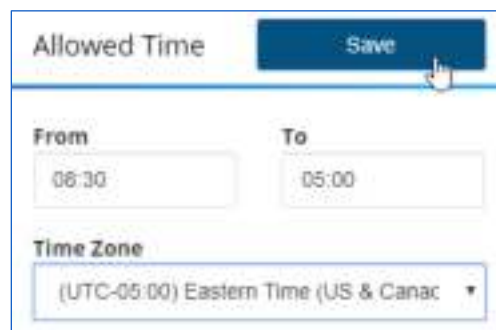 Allowed Time Save
From To
08:30 05:00
Time Zone
(UTC-05:00) Eastern Time (US & Canac